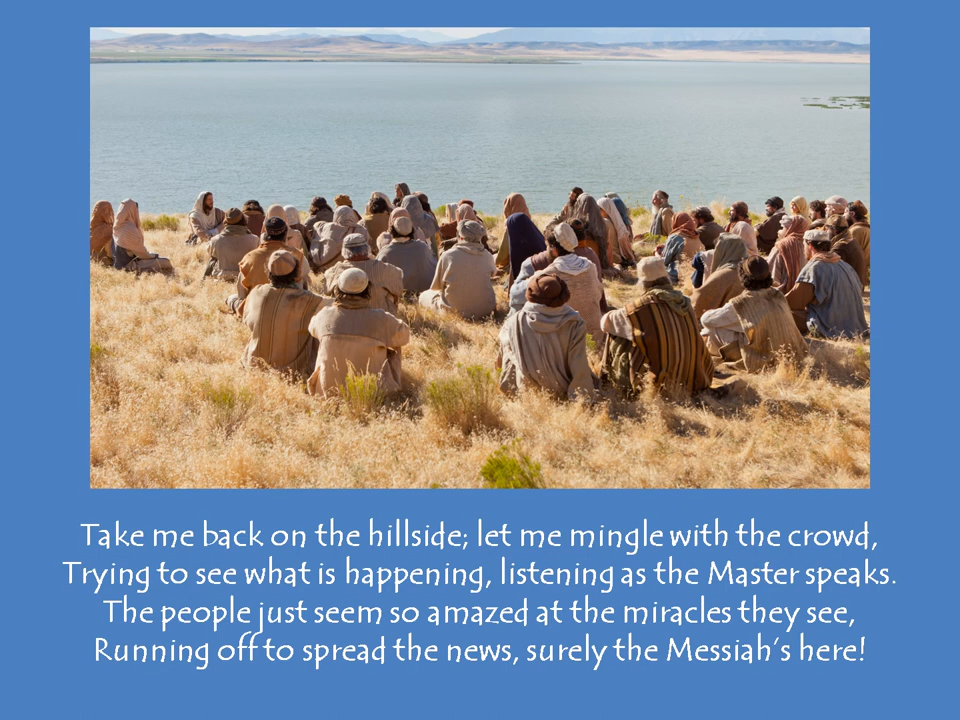 Take me back on the hillside; let me mingle with the crowd,
Trying to see what is happening, listening as the Master speaks.
The people just seem so amazed at the miracles they see,
Running off to spread the news, surely the Messiah's here!